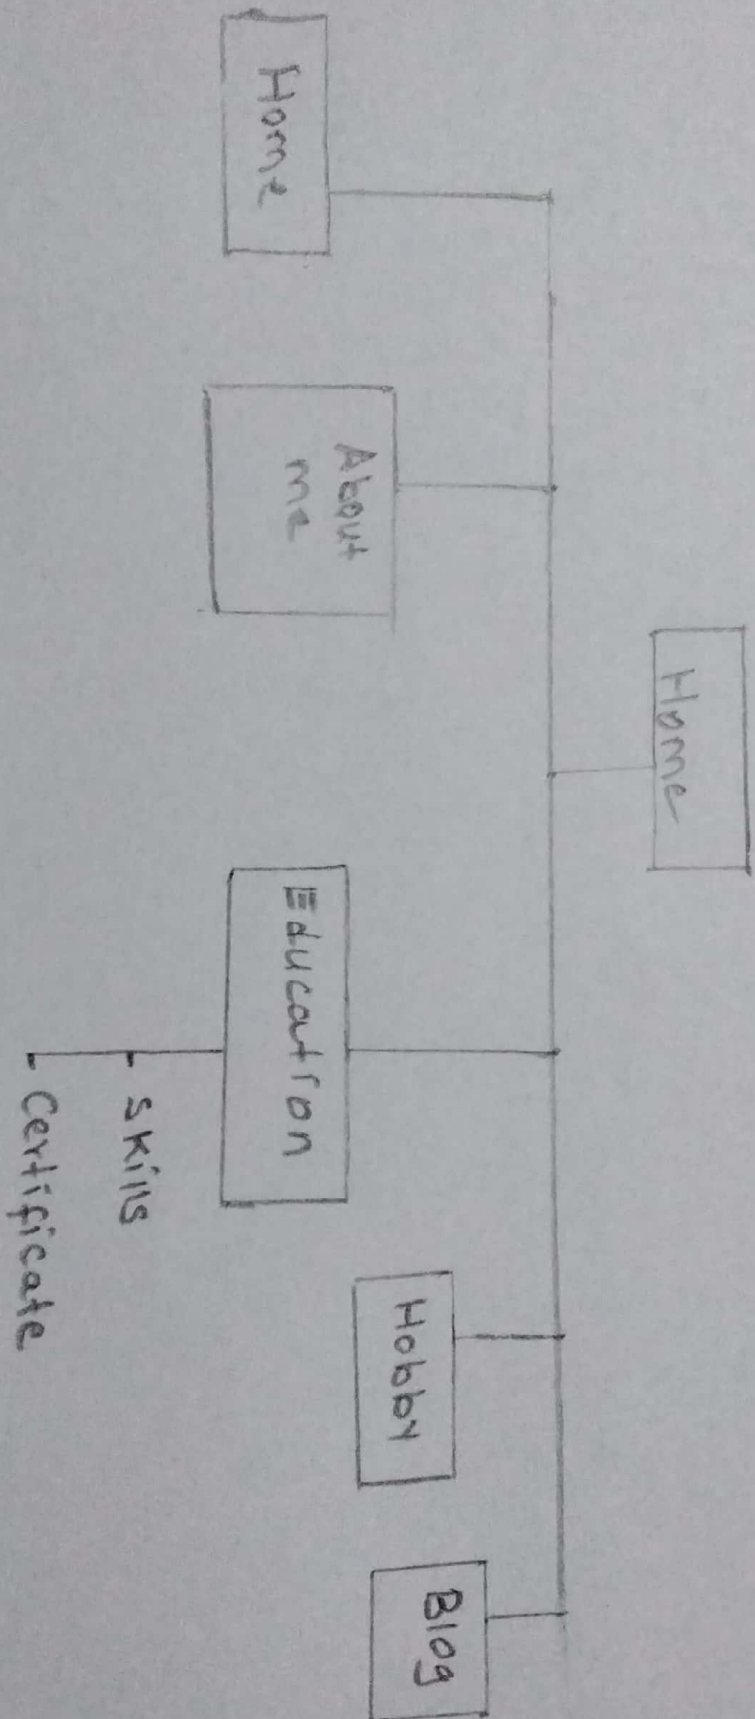 Home
Home
About
me
Education
- Skills
- Certificate
Hobby
Blog